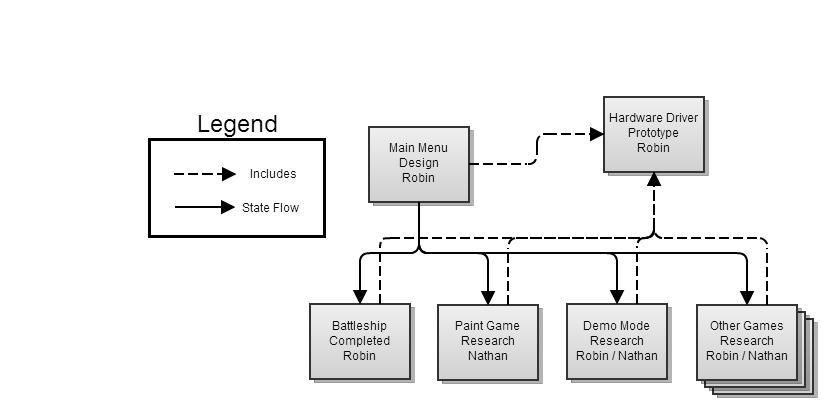 Legend
Includes
State Flow
Main Menu
Design
Robin
Hardware Driver
Prototype
Robin
Battleship
Completed
Robin
Paint Game
Research
Nathan
Demo Mode
Research
Robin / Nathan
Other Games
Research
Robin / Nathan